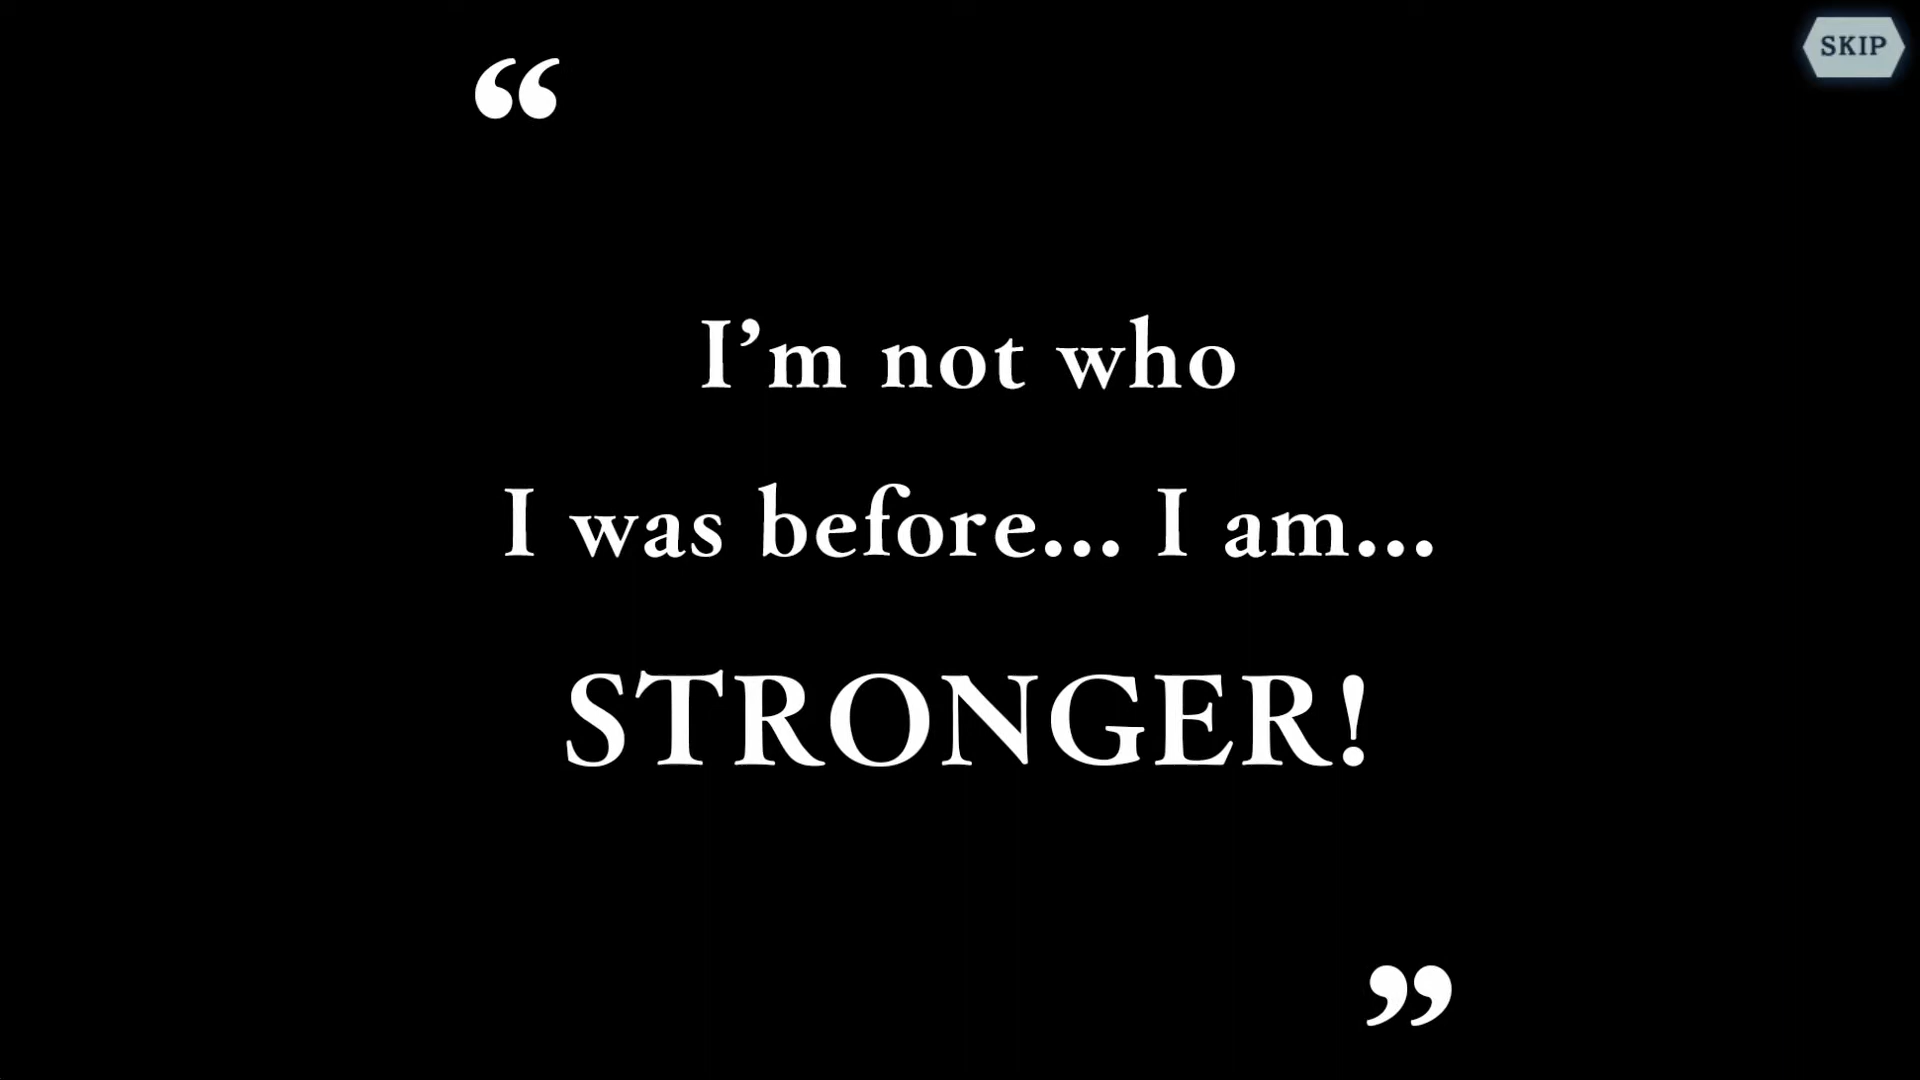 SKIP
“
I’m not who
I was before... I am...
STRONGER!
”